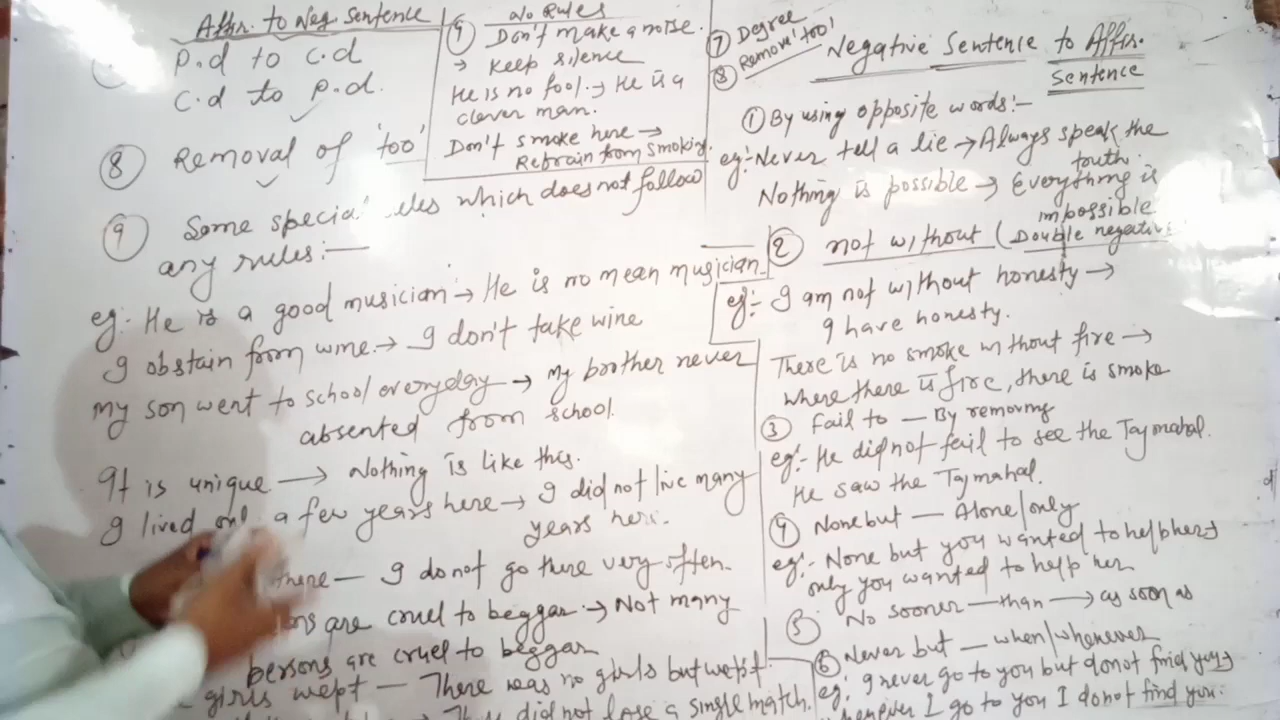 Affir. to Neg Sentence
P.d to C.d
C.d to P.d.
8 Removal of 'too'
9 Some special rules which does not follow
any rules:-
eg:- He is a good musician → He is no mean musician.
I obstain from wine. → I don't take wine
my son went to school everyday → my brother never
absented from school.
It is unique → Nothing is like this.
I lived only a few years here → I did not live many
years here.
there — I do not go there very often.
are cruel to beggar. → Not many
persons are cruel to beggar
girls wept — There was no girls but wept
did not lose a single match.
No Rules
9 Don't make a noise.
→ Keep silence
He is no fool. → He is a
clever man.
Don't smoke here →
Refrain from smoking.
7 Degree
8 Remove 'too'
Negative Sentence to Affir.
Sentence
1 By using opposite words:-
eg:- Never tell a lie → Always speak the
truth.
Nothing is possible → Everything is
impossible.
2 not without (Double negative
eg:- I am not without honesty →
I have honesty.
There is no smoke without fire →
where there is fire, there is smoke
3 Fail to — By removing
eg:- He did not fail to see the Tajmahal.
He saw the Tajmahal.
4 None but — Alone/only
eg:- None but you wanted to help her →
only you wanted to help her
5 No sooner — than → as soon as
6 Never but — when/whenever
eg. I never go to you but do not find you →
whenever I go to you I do not find you.